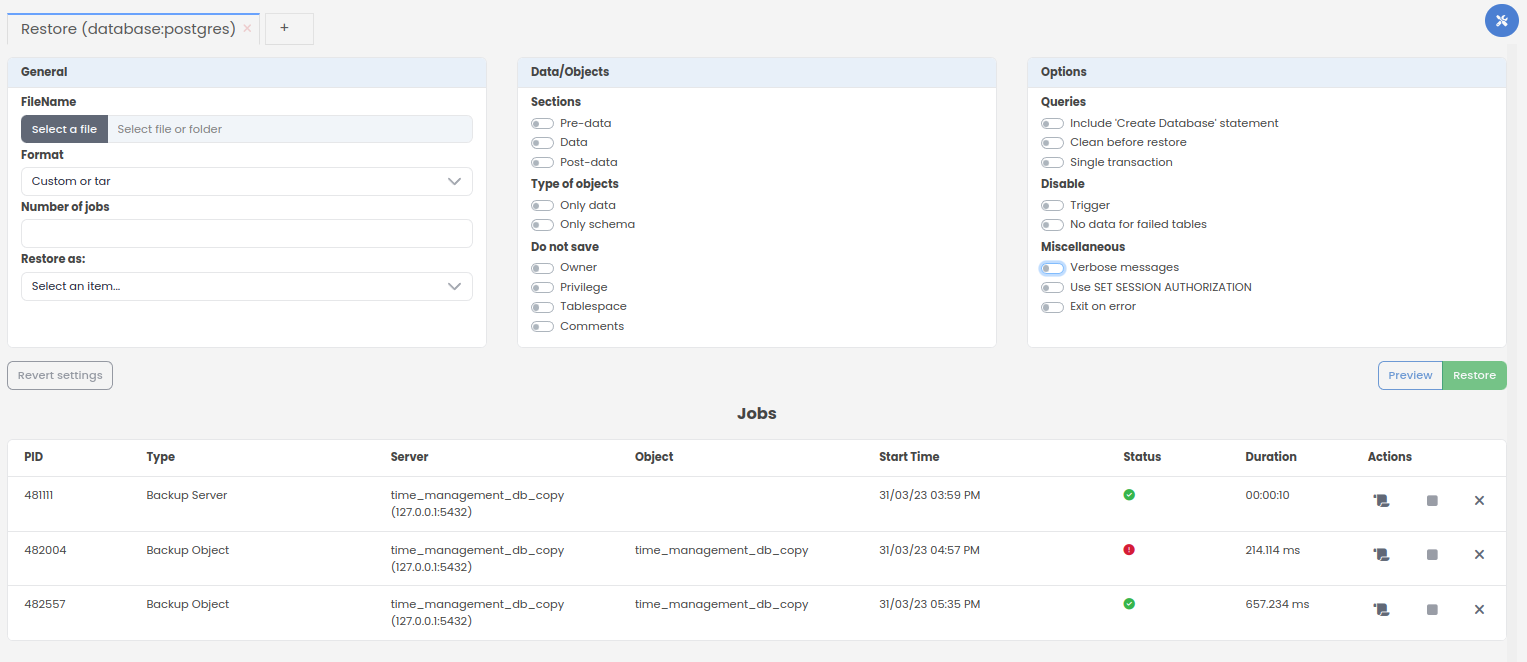 Restore (database:postgres) ×
+
General
FileName
Select a file Select file or folder
Format
Custom or tar
Number of jobs
Restore as:
Select an item...
Data/Objects
Sections
Pre-data
Data
Post-data
Type of objects
Only data
Only schema
Do not save
Owner
Privilege
Tablespace
Comments
Options
Queries
Include 'Create Database' statement
Clean before restore
Single transaction
Disable
Trigger
No data for failed tables
Miscellaneous
Verbose messages
Use SET SESSION AUTHORIZATION
Exit on error
Revert settings
Preview Restore
Jobs
PID Type Server Object Start Time Status Duration Actions
481111 Backup Server time_management_db_copy 31/03/23 03:59 PM 00:00:10
(127.0.0.1:5432)
482004 Backup Object time_management_db_copy time_management_db_copy 31/03/23 04:57 PM 214.114 ms
(127.0.0.1:5432)
482557 Backup Object time_management_db_copy time_management_db_copy 31/03/23 05:35 PM 657.234 ms
(127.0.0.1:5432)